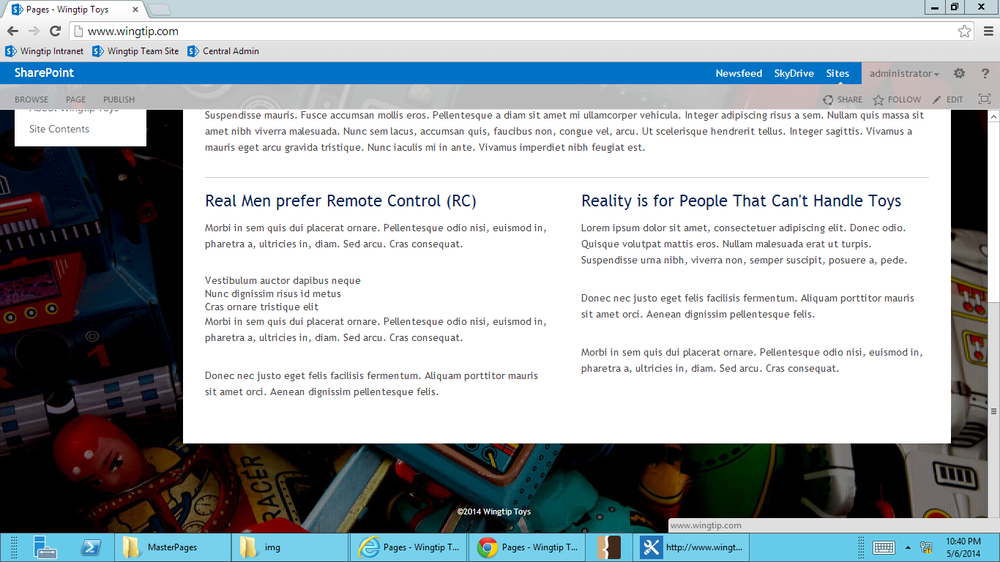 Pages - Wingtip Toys
www.wingtip.com
Wingtip Intranet Wingtip Team Site Central Admin
SharePoint Newsfeed SkyDrive Sites administrator ?
BROWSE PAGE PUBLISH SHARE FOLLOW EDIT
About Wingtip Toys
Site Contents
Suspendisse mauris. Fusce accumsan mollis eros. Pellentesque a diam sit amet mi ullamcorper vehicula. Integer adipiscing risus a sem. Nullam quis massa sit
amet nibh viverra malesuada. Nunc sem lacus, accumsan quis, faucibus non, congue vel, arcu. Ut scelerisque hendrerit tellus. Integer sagittis. Vivamus a
mauris eget arcu gravida tristique. Nunc iaculis mi in ante. Vivamus imperdiet nibh feugiat est.
Real Men prefer Remote Control (RC)
Morbi in sem quis dui placerat ornare. Pellentesque odio nisi, euismod in,
pharetra a, ultricies in, diam. Sed arcu. Cras consequat.
Vestibulum auctor dapibus neque
Nunc dignissim risus id metus
Cras ornare tristique elit
Morbi in sem quis dui placerat ornare. Pellentesque odio nisi, euismod in,
pharetra a, ultricies in, diam. Sed arcu. Cras consequat.
Donec nec justo eget felis facilisis fermentum. Aliquam porttitor mauris
sit amet orci. Aenean dignissim pellentesque felis.
Reality is for People That Can't Handle Toys
Lorem ipsum dolor sit amet, consectetuer adipiscing elit. Donec odio.
Quisque volutpat mattis eros. Nullam malesuada erat ut turpis.
Suspendisse urna nibh, viverra non, semper suscipit, posuere a, pede.
Donec nec justo eget felis facilisis fermentum. Aliquam porttitor mauris
sit amet orci. Aenean dignissim pellentesque felis.
Morbi in sem quis dui placerat ornare. Pellentesque odio nisi, euismod in,
pharetra a, ultricies in, diam. Sed arcu. Cras consequat.
RACER
1
©2014 Wingtip Toys
www.wingtip.com
MasterPages img Pages - Wingtip T... Pages - Wingtip T... http://www.wingt...
10:40 PM
5/6/2014